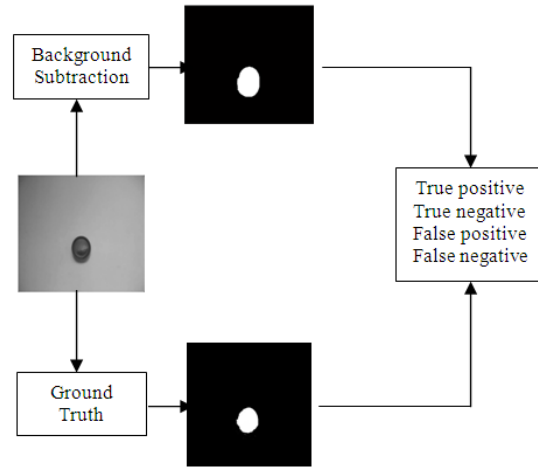 Background
Subtraction
True positive
True negative
False positive
False negative
Ground
Truth